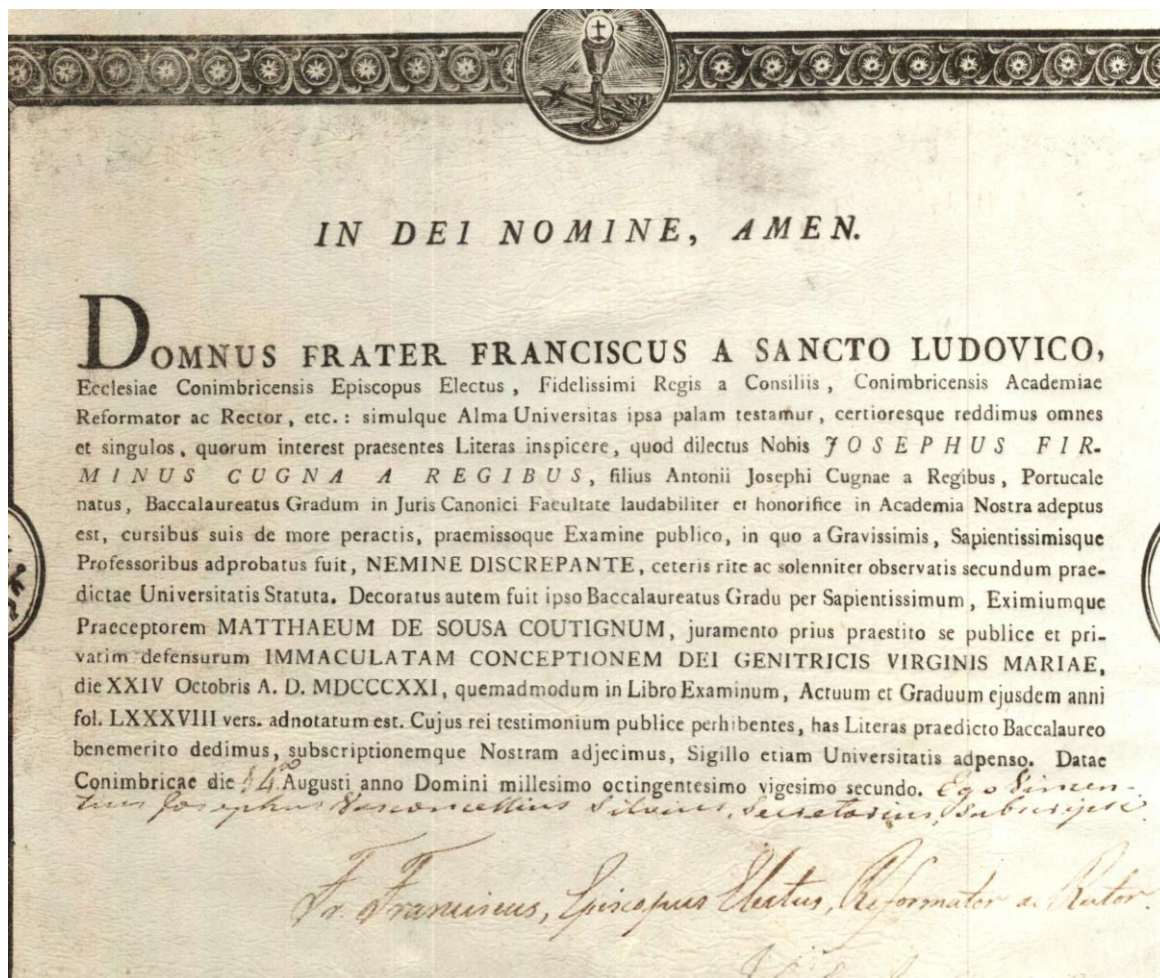 IN DEI NOMINE, AMEN.
DOMNUS FRATER FRANCISCUS A SANCTO LUDOVICO,
Ecclesiae Conimbricensis Episcopus Electus, Fidelissimi Regis a Consiliis, Conimbricensis Academiae
Reformator ac Rector, etc.: simulque Alma Universitas ipsa palam testamur, certioresque reddimus omnes
et singulos, quorum interest praesentes Literas inspicere, quod dilectus Nobis JOSEPHUS FIR-
MINUS CUGNA A REGIBUS, filius Antonii Josephi Cugnae a Regibus, Portucale
natus, Baccalaureatus Gradum in Juris Canonici Facultate laudabiliter et honorifice in Academia Nostra adeptus
est, cursibus suis de more peractis, praemissoque Examine publico, in quo a Gravissimis, Sapientissimisque
Professoribus adprobatus fuit, NEMINE DISCREPANTE, ceteris rite ac solenniter observatis secundum prae-
dictae Universitatis Statuta. Decoratus autem fuit ipso Baccalaureatus Gradu per Sapientissimum, Eximiumque
Praeceptorem MATTHAEUM DE SOUSA COUTIGNUM, juramento prius praestito se publice et pri-
vatim defensurum IMMACULATAM CONCEPTIONEM DEI GENITRICIS VIRGINIS MARIAE,
die XXIV Octobris A. D. MDCCCXXI, quemadmodum in Libro Examinum, Actuum et Graduum ejusdem anni
fol. LXXXVIII vers. adnotatum est. Cujus rei testimonium publice perhibentes, has Literas praedicto Baccalaureo
benemerito dedimus, subscriptionemque Nostram adjecimus, Sigillo etiam Universitatis adpenso. Datae
Conimbricae die Augusti anno Domini millesimo octingentesimo vigesimo secundo. Ego
Josephus Vasconcellius Silvius, Secretarius, subscripsi.
Fr. Franciscus, Episcopus Electus, Reformator ac Rector.